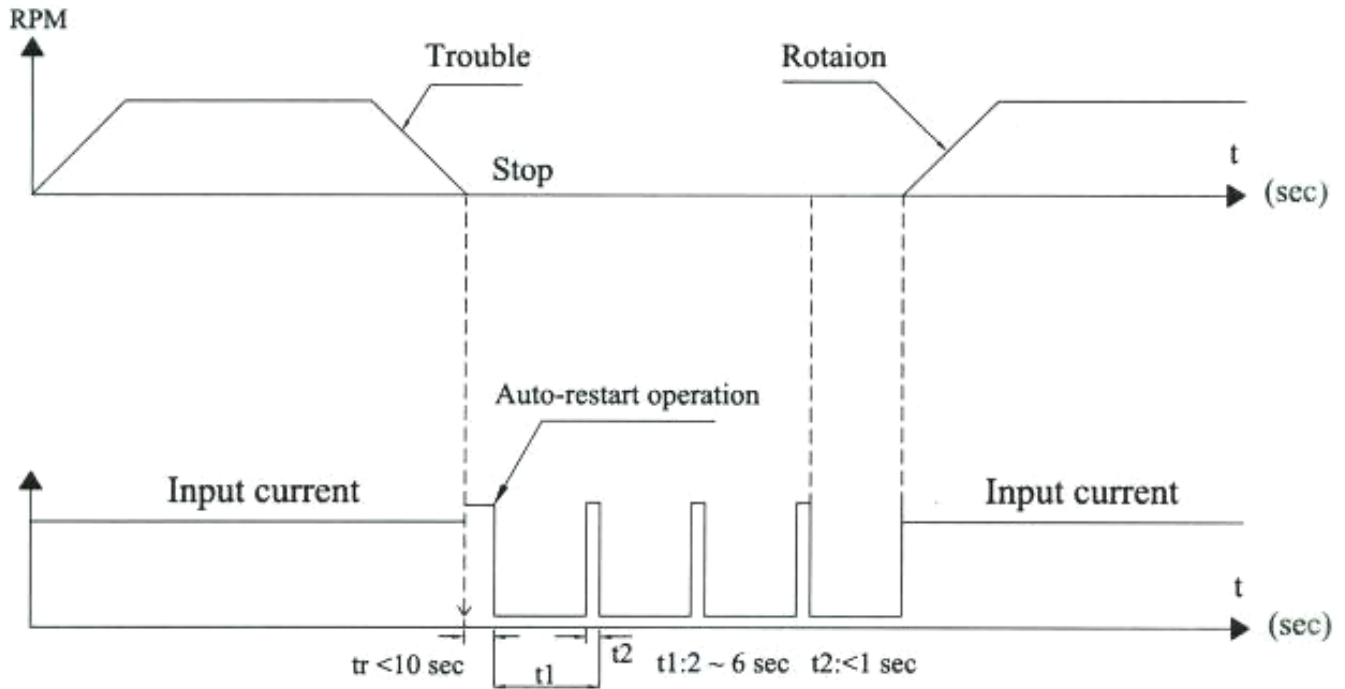 RPM
Trouble
Rotaion
Stop
t
(sec)
Auto-restart operation
Input current
Input current
t
(sec)
tr <10 sec
t1
t2
t1:2 ~ 6 sec
t2:<1 sec